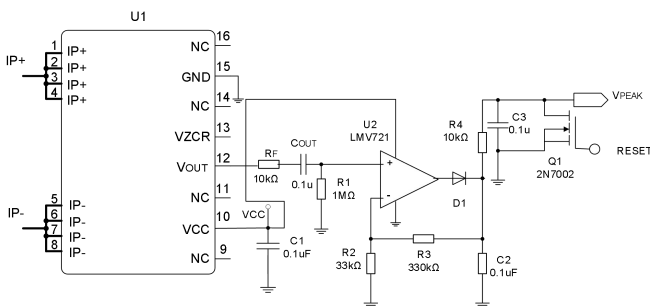 U1
IP+
1 IP+
2 IP+
3 IP+
4 IP+
IP-
5 IP-
6 IP-
7 IP-
8 IP-
NC 16
GND 15
NC 14
VZCR 13
VOUT 12
NC 11
VCC 10
NC 9
RF
10kΩ
COUT
0.1u
R1
1MΩ
VCC
C1
0.1uF
U2
LMV721
+
-
D1
R2
33kΩ
R3
330kΩ
C2
0.1uF
R4
10kΩ
C3
0.1u
VPEAK
RESET
Q1
2N7002